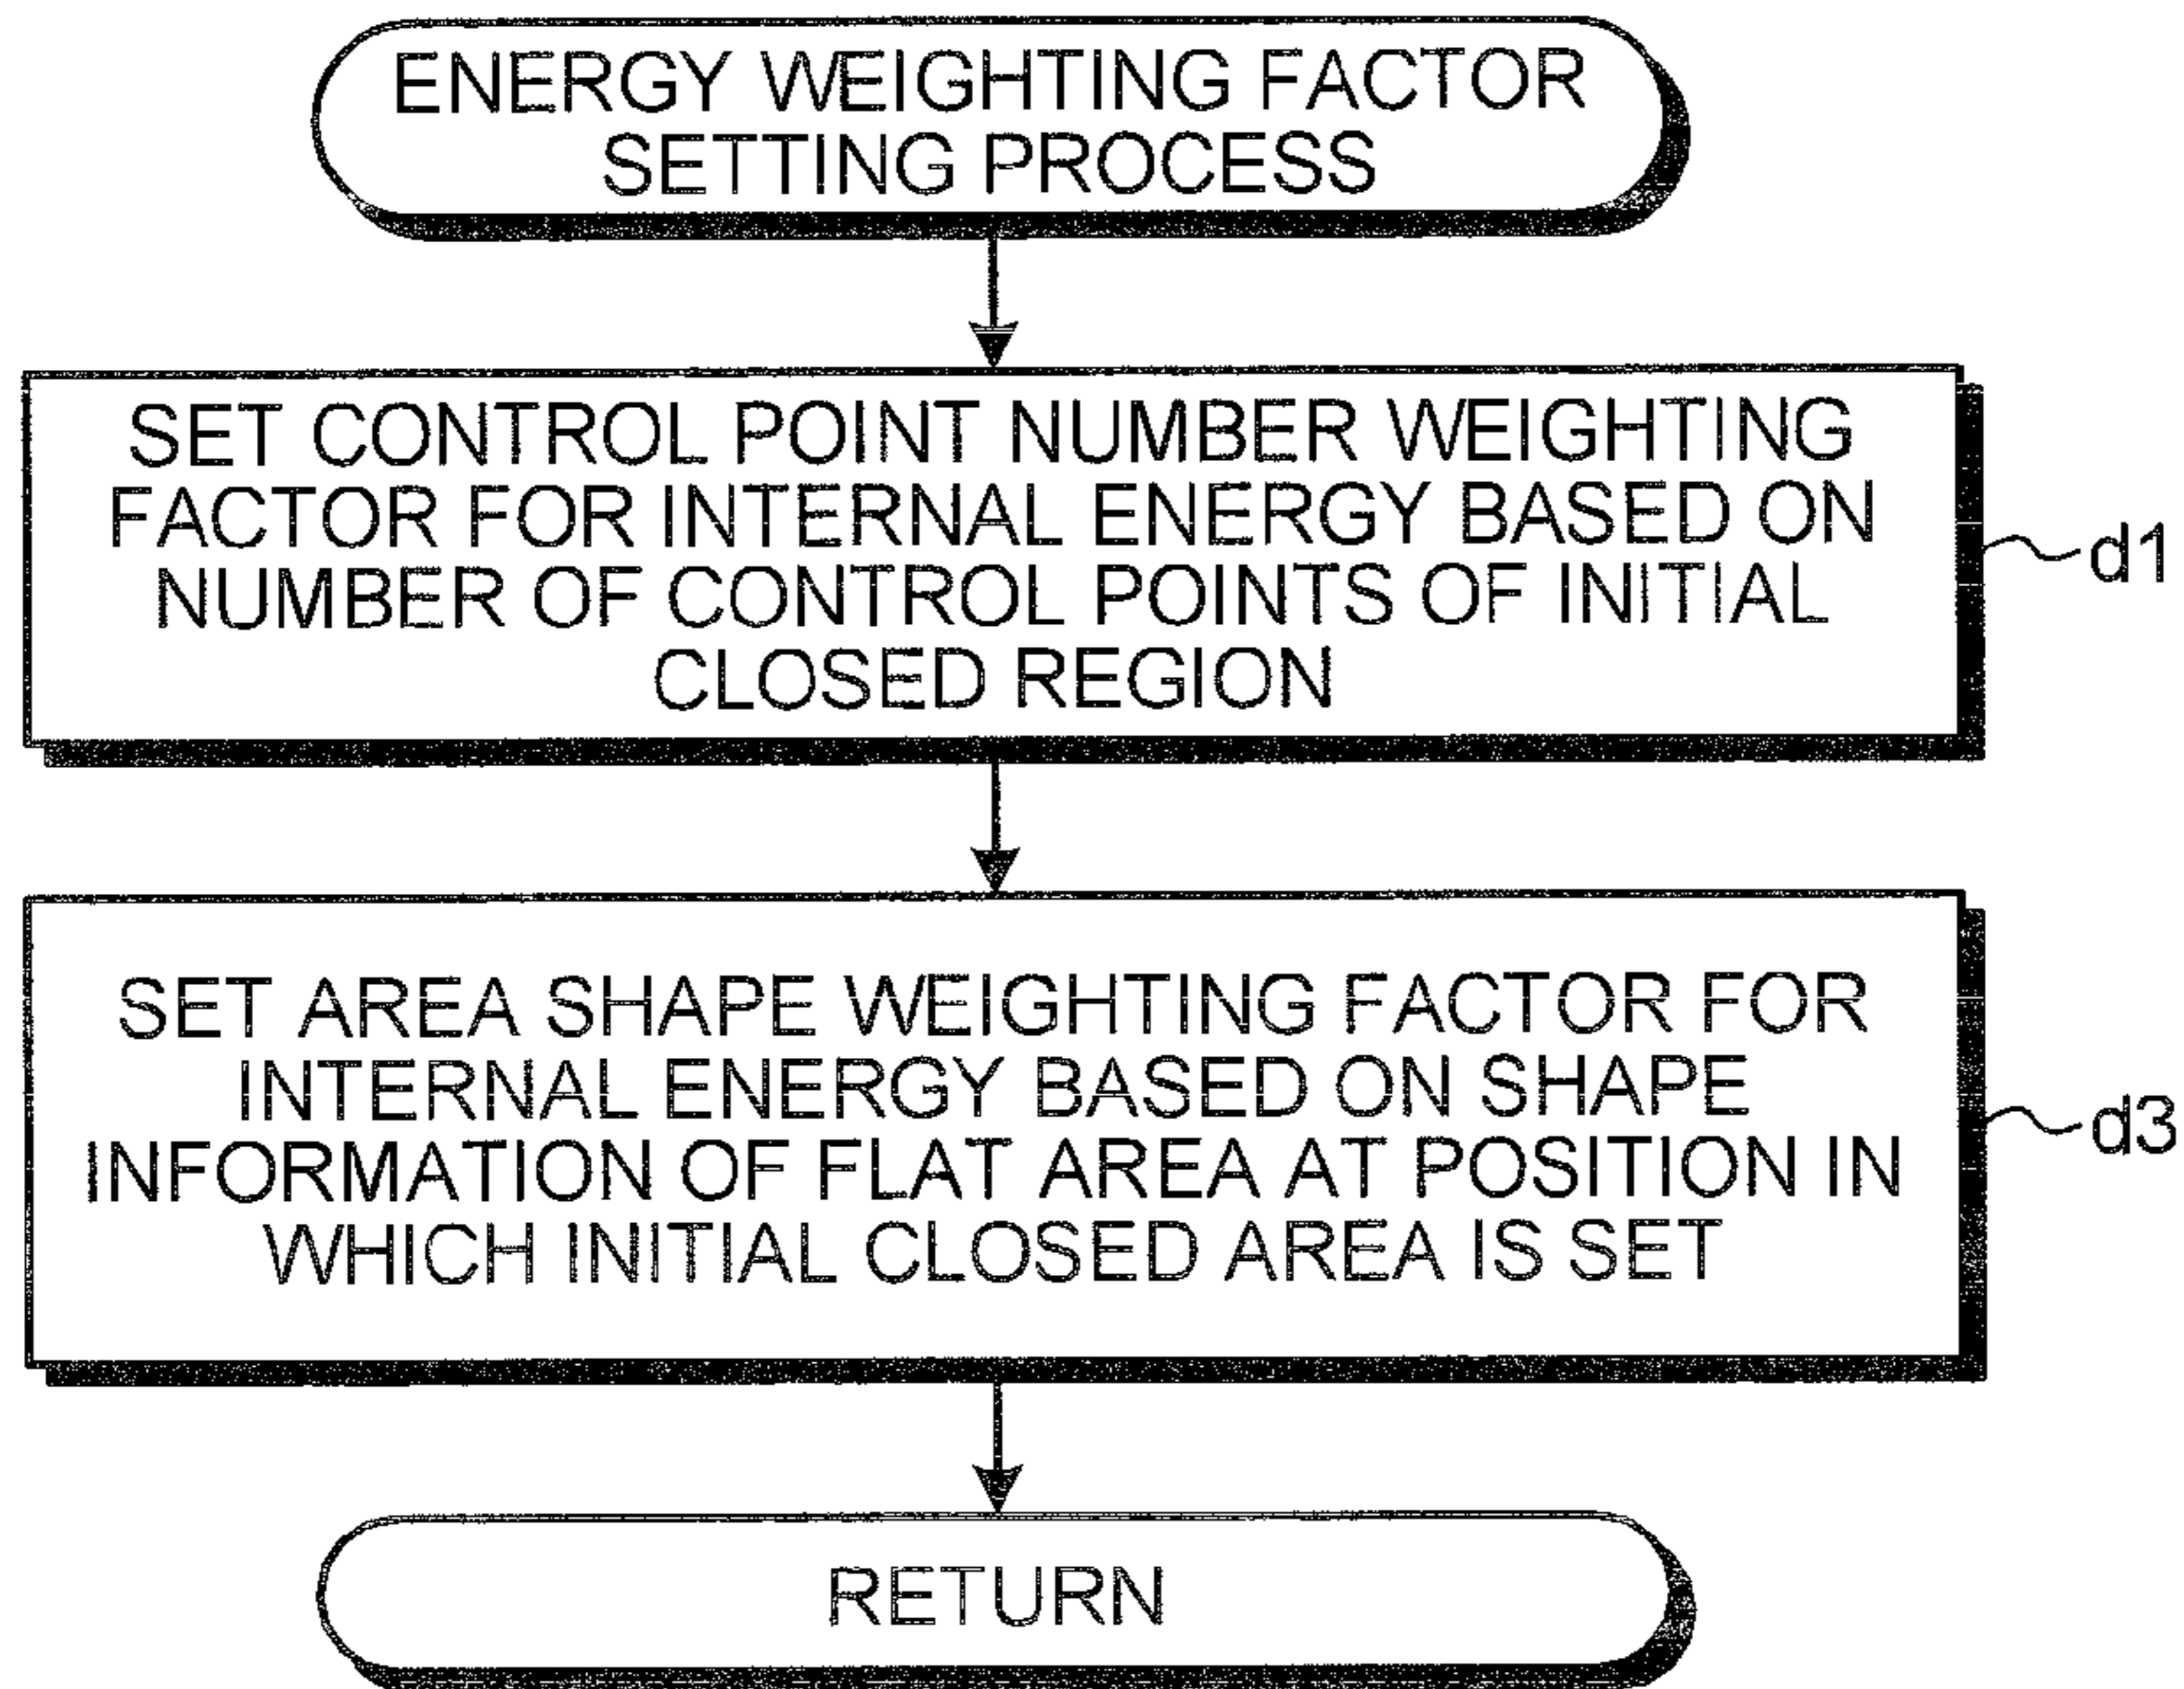 ENERGY WEIGHTING FACTOR
SETTING PROCESS
SET CONTROL POINT NUMBER WEIGHTING
FACTOR FOR INTERNAL ENERGY BASED ON
NUMBER OF CONTROL POINTS OF INITIAL
CLOSED REGION
d1
SET AREA SHAPE WEIGHTING FACTOR FOR
INTERNAL ENERGY BASED ON SHAPE
INFORMATION OF FLAT AREA AT POSITION IN
WHICH INITIAL CLOSED AREA IS SET
d3
RETURN